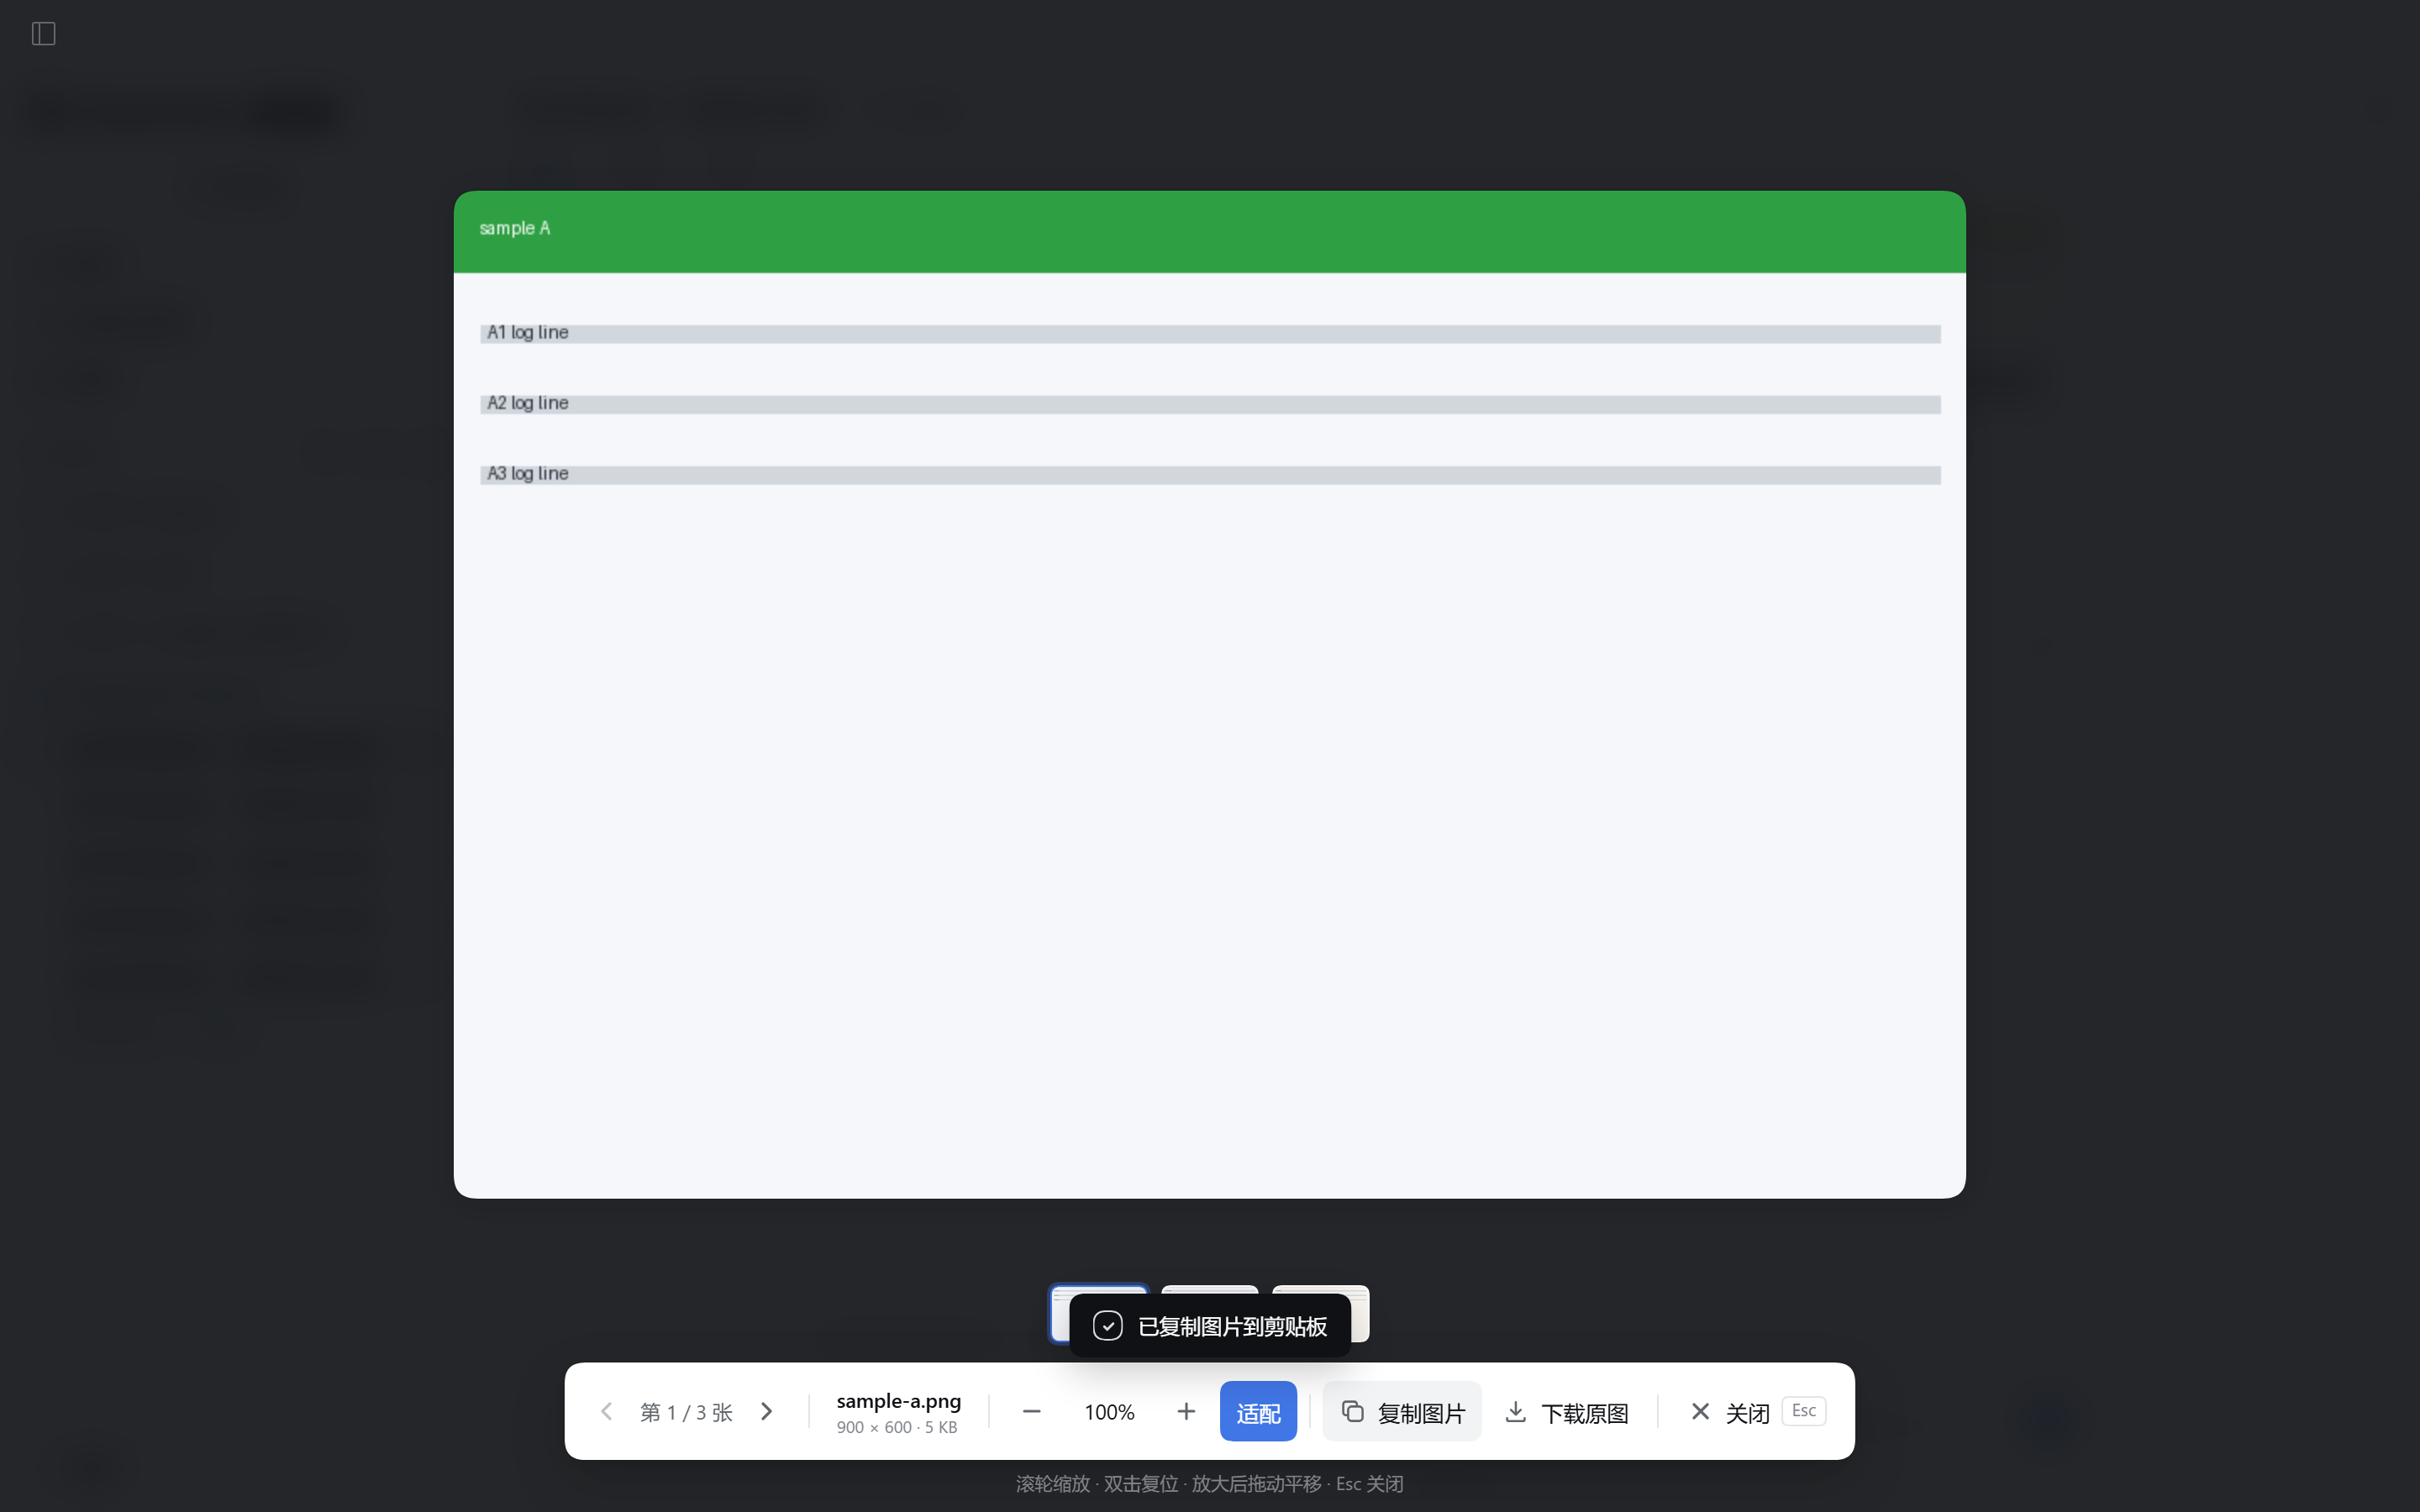 sample A
A1 log line
A2 log line
A3 log line
已复制图片到剪贴板
第 1 / 3 张
sample-a.png
900 × 600 · 5 KB
100%
适配
复制图片
下载原图
关闭 Esc
滚轮缩放 · 双击复位 · 放大后拖动平移 · Esc 关闭